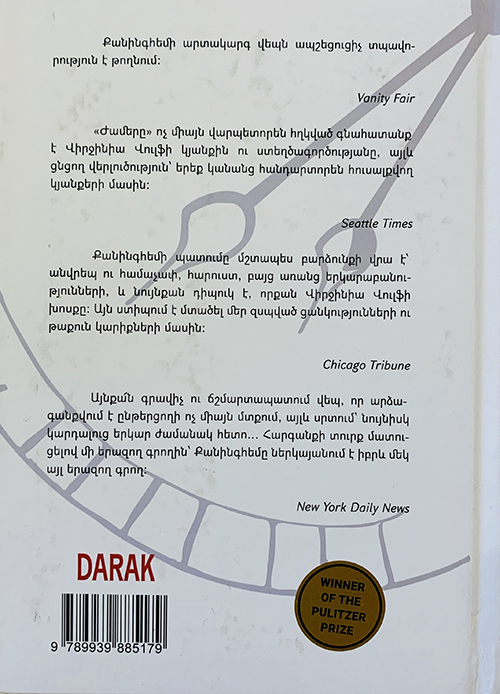 Քանինգհեմի արտակարգ վեպն ապշեցուցիչ տպավո-
րություն է թողնում:
Vanity Fair
«Ժամերը» ոչ միայն վարպետորեն հղկված գնահատանք
է Վիրջինիա Վուլֆի կյանքին ու ստեղծագործությանը, այլև
ցնցող վերլուծություն՝ երեք կանանց հանդարտորեն հուսալքվող
կյանքերի մասին:
Seattle Times
Քանինգհեմի պատումը մշտապես բարձունքի վրա է՝
անվրեպ ու համաչափ, հարուստ, բայց առանց երկարաբանու-
թյունների, և նույնքան դիպուկ է, որքան Վիրջինիա Վուլֆի
խոսքը: Այն ստիպում է մտածել մեր զսպված ցանկությունների ու
թաքուն կարիքների մասին:
Chicago Tribune
Այնքան գրավիչ ու ճշմարտապատում վեպ, որ արձա-
գանքվում է ընթերցողի ոչ միայն մտքում, այլև սրտում՝ նույնիսկ
կարդալուց երկար ժամանակ հետո... Հարգանքի տուրք մատու-
ցելով մի երազող գրողին՝ Քանինգհեմը ներկայանում է իբրև մեկ
այլ երազող գրող:
New York Daily News
DARAK
WINNER
OF THE
PULITZER
PRIZE
9 789939 885179